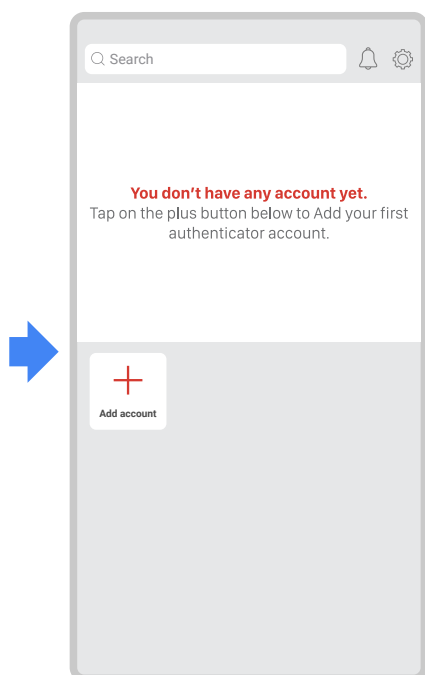 Search
You don't have any account yet.
Tap on the plus button below to Add your first
authenticator account.
Add account